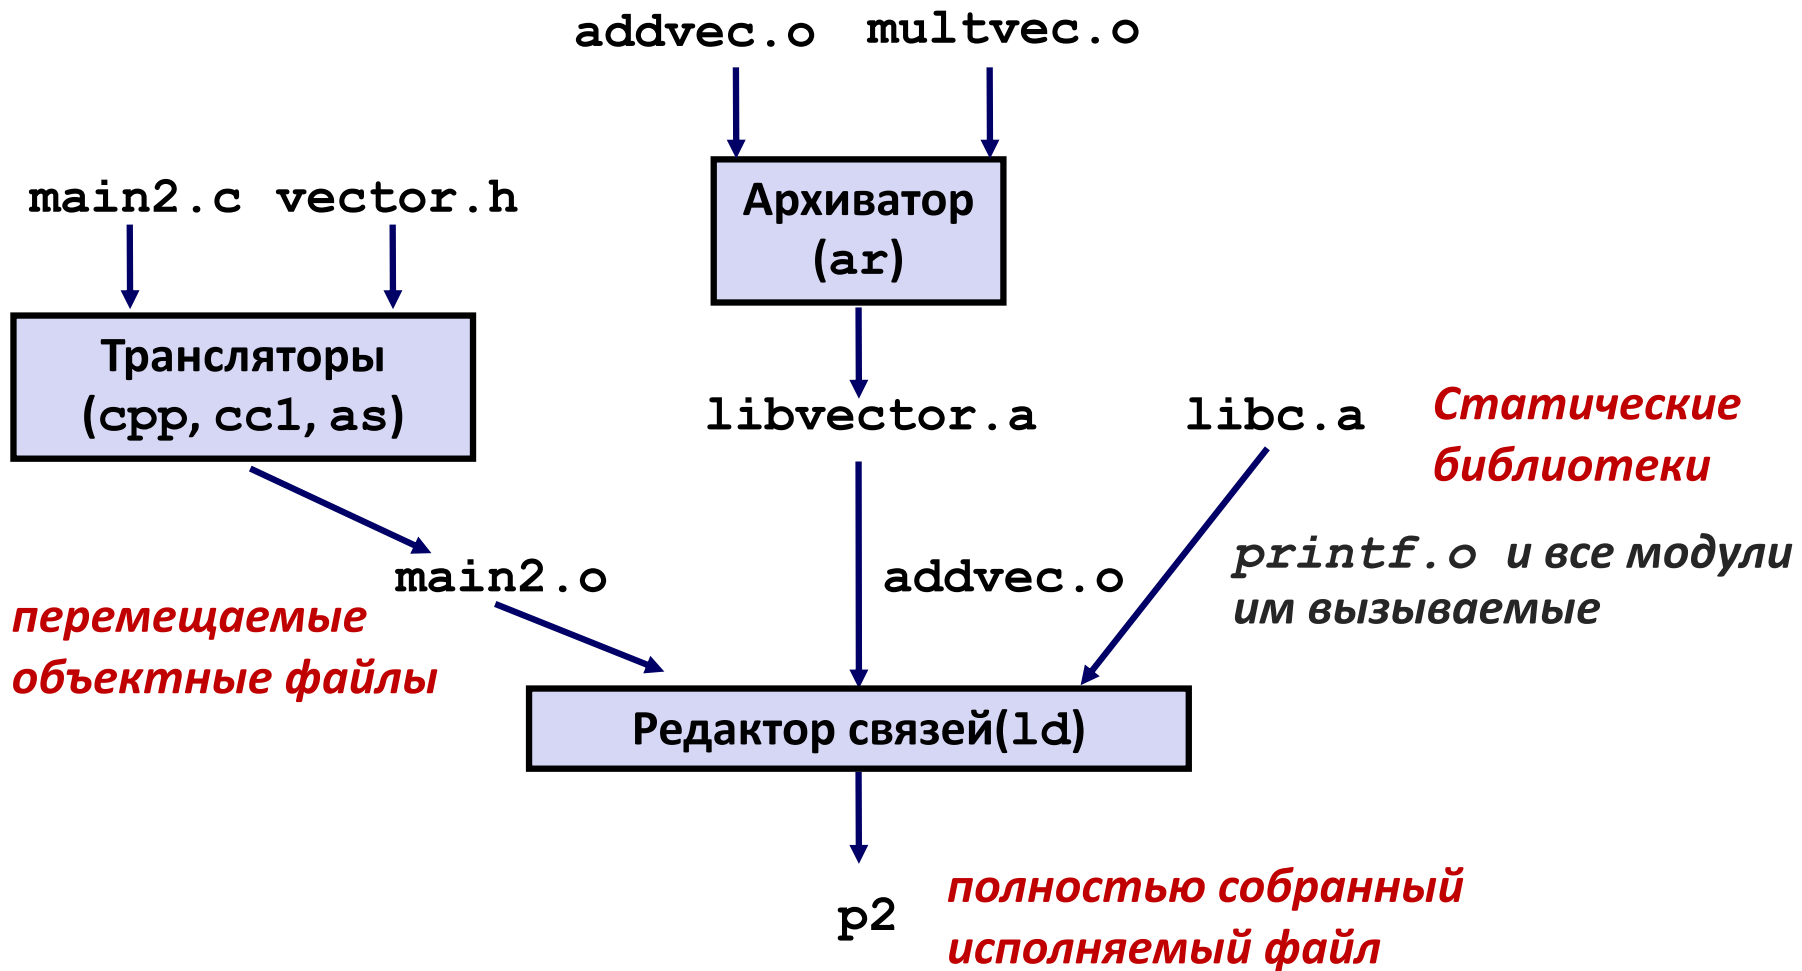 addvec.o multvec.o
main2.c vector.h
Архиватор
(ar)
Трансляторы
(cpp, cc1, as)
libvector.a
libc.a
Статические
библиотеки
main2.o
addvec.o
printf.o и все модули
им вызываемые
перемещаемые
объектные файлы
Редактор связей(ld)
p2
полностью собранный
исполняемый файл